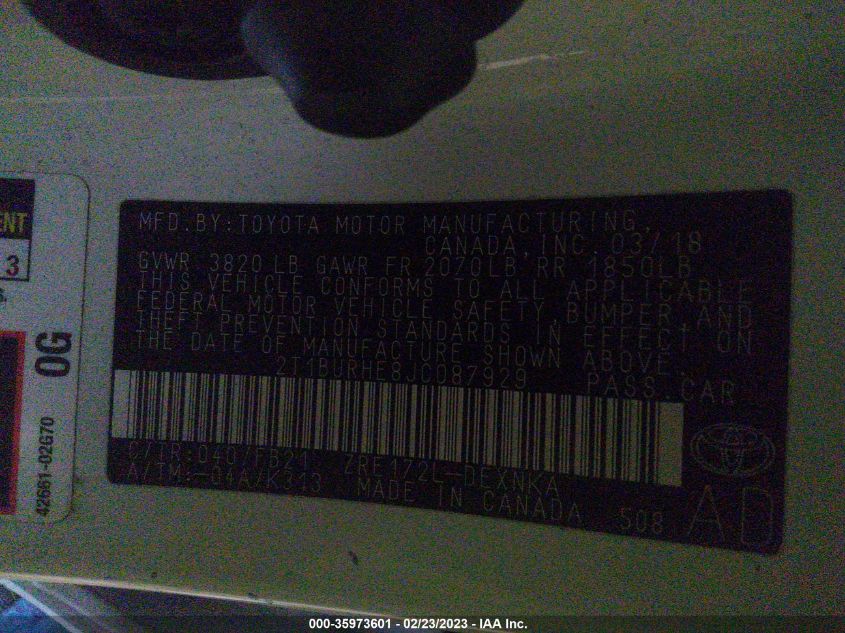 MFD.BY:TOYOTA MOTOR MANUFACTURING,
CANADA,INC. 03/18
GVWR 3820 LB GAWR FR 2070LB RR 1850LB
THIS VEHICLE CONFORMS TO ALL APPLICABLE
FEDERAL MOTOR VEHICLE SAFETY,BUMPER,AND
THEFT PREVENTION STANDARDS IN EFFECT ON
THE DATE OF MANUFACTURE SHOWN ABOVE.
2T1BURHE8JC087929 PASS.CAR
C/TR:040/FB21 ZRE172L-DEXNKA
A/TM:-04A/K313 MADE IN CANADA 508
AD
ENT
3
S.
OG
42661-02G70
000-35973601 - 02/23/2023 - IAA Inc.